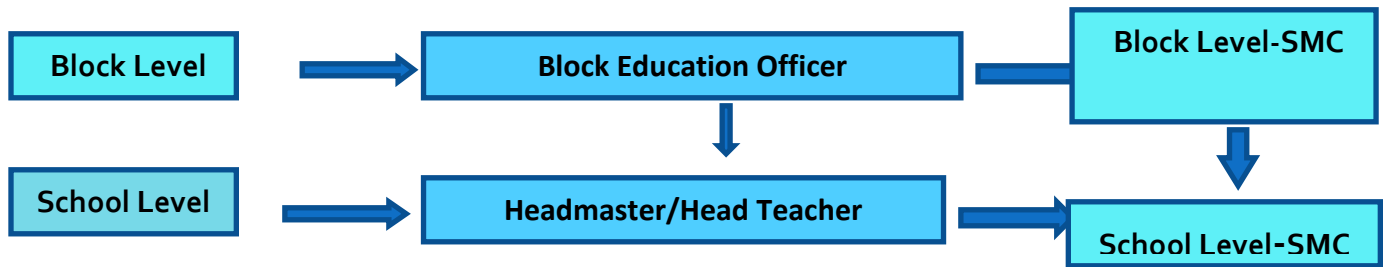 Block Level
Block Education Officer
Block Level-SMC
School Level
Headmaster/Head Teacher
School Level-SMC